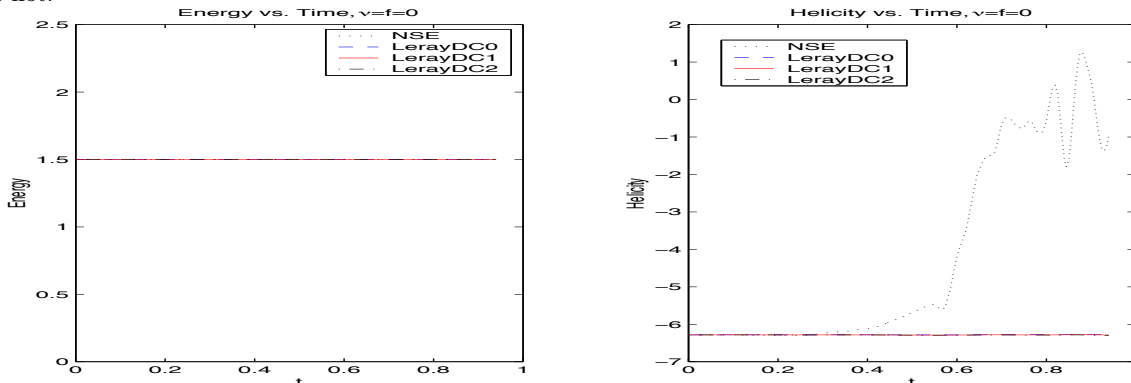 Energy vs. Time, ν=f=0
2.5
2
1.5
1
0.5
0
0 0.2 0.4 0.6 0.8 1
Energy
t
NSE
LerayDC0
LerayDC1
LerayDC2
Helicity vs. Time, ν=f=0
2
1
0
−1
−2
−3
−4
−5
−6
−7
0 0.2 0.4 0.6 0.8
Helicity
t
NSE
LerayDC0
LerayDC1
LerayDC2